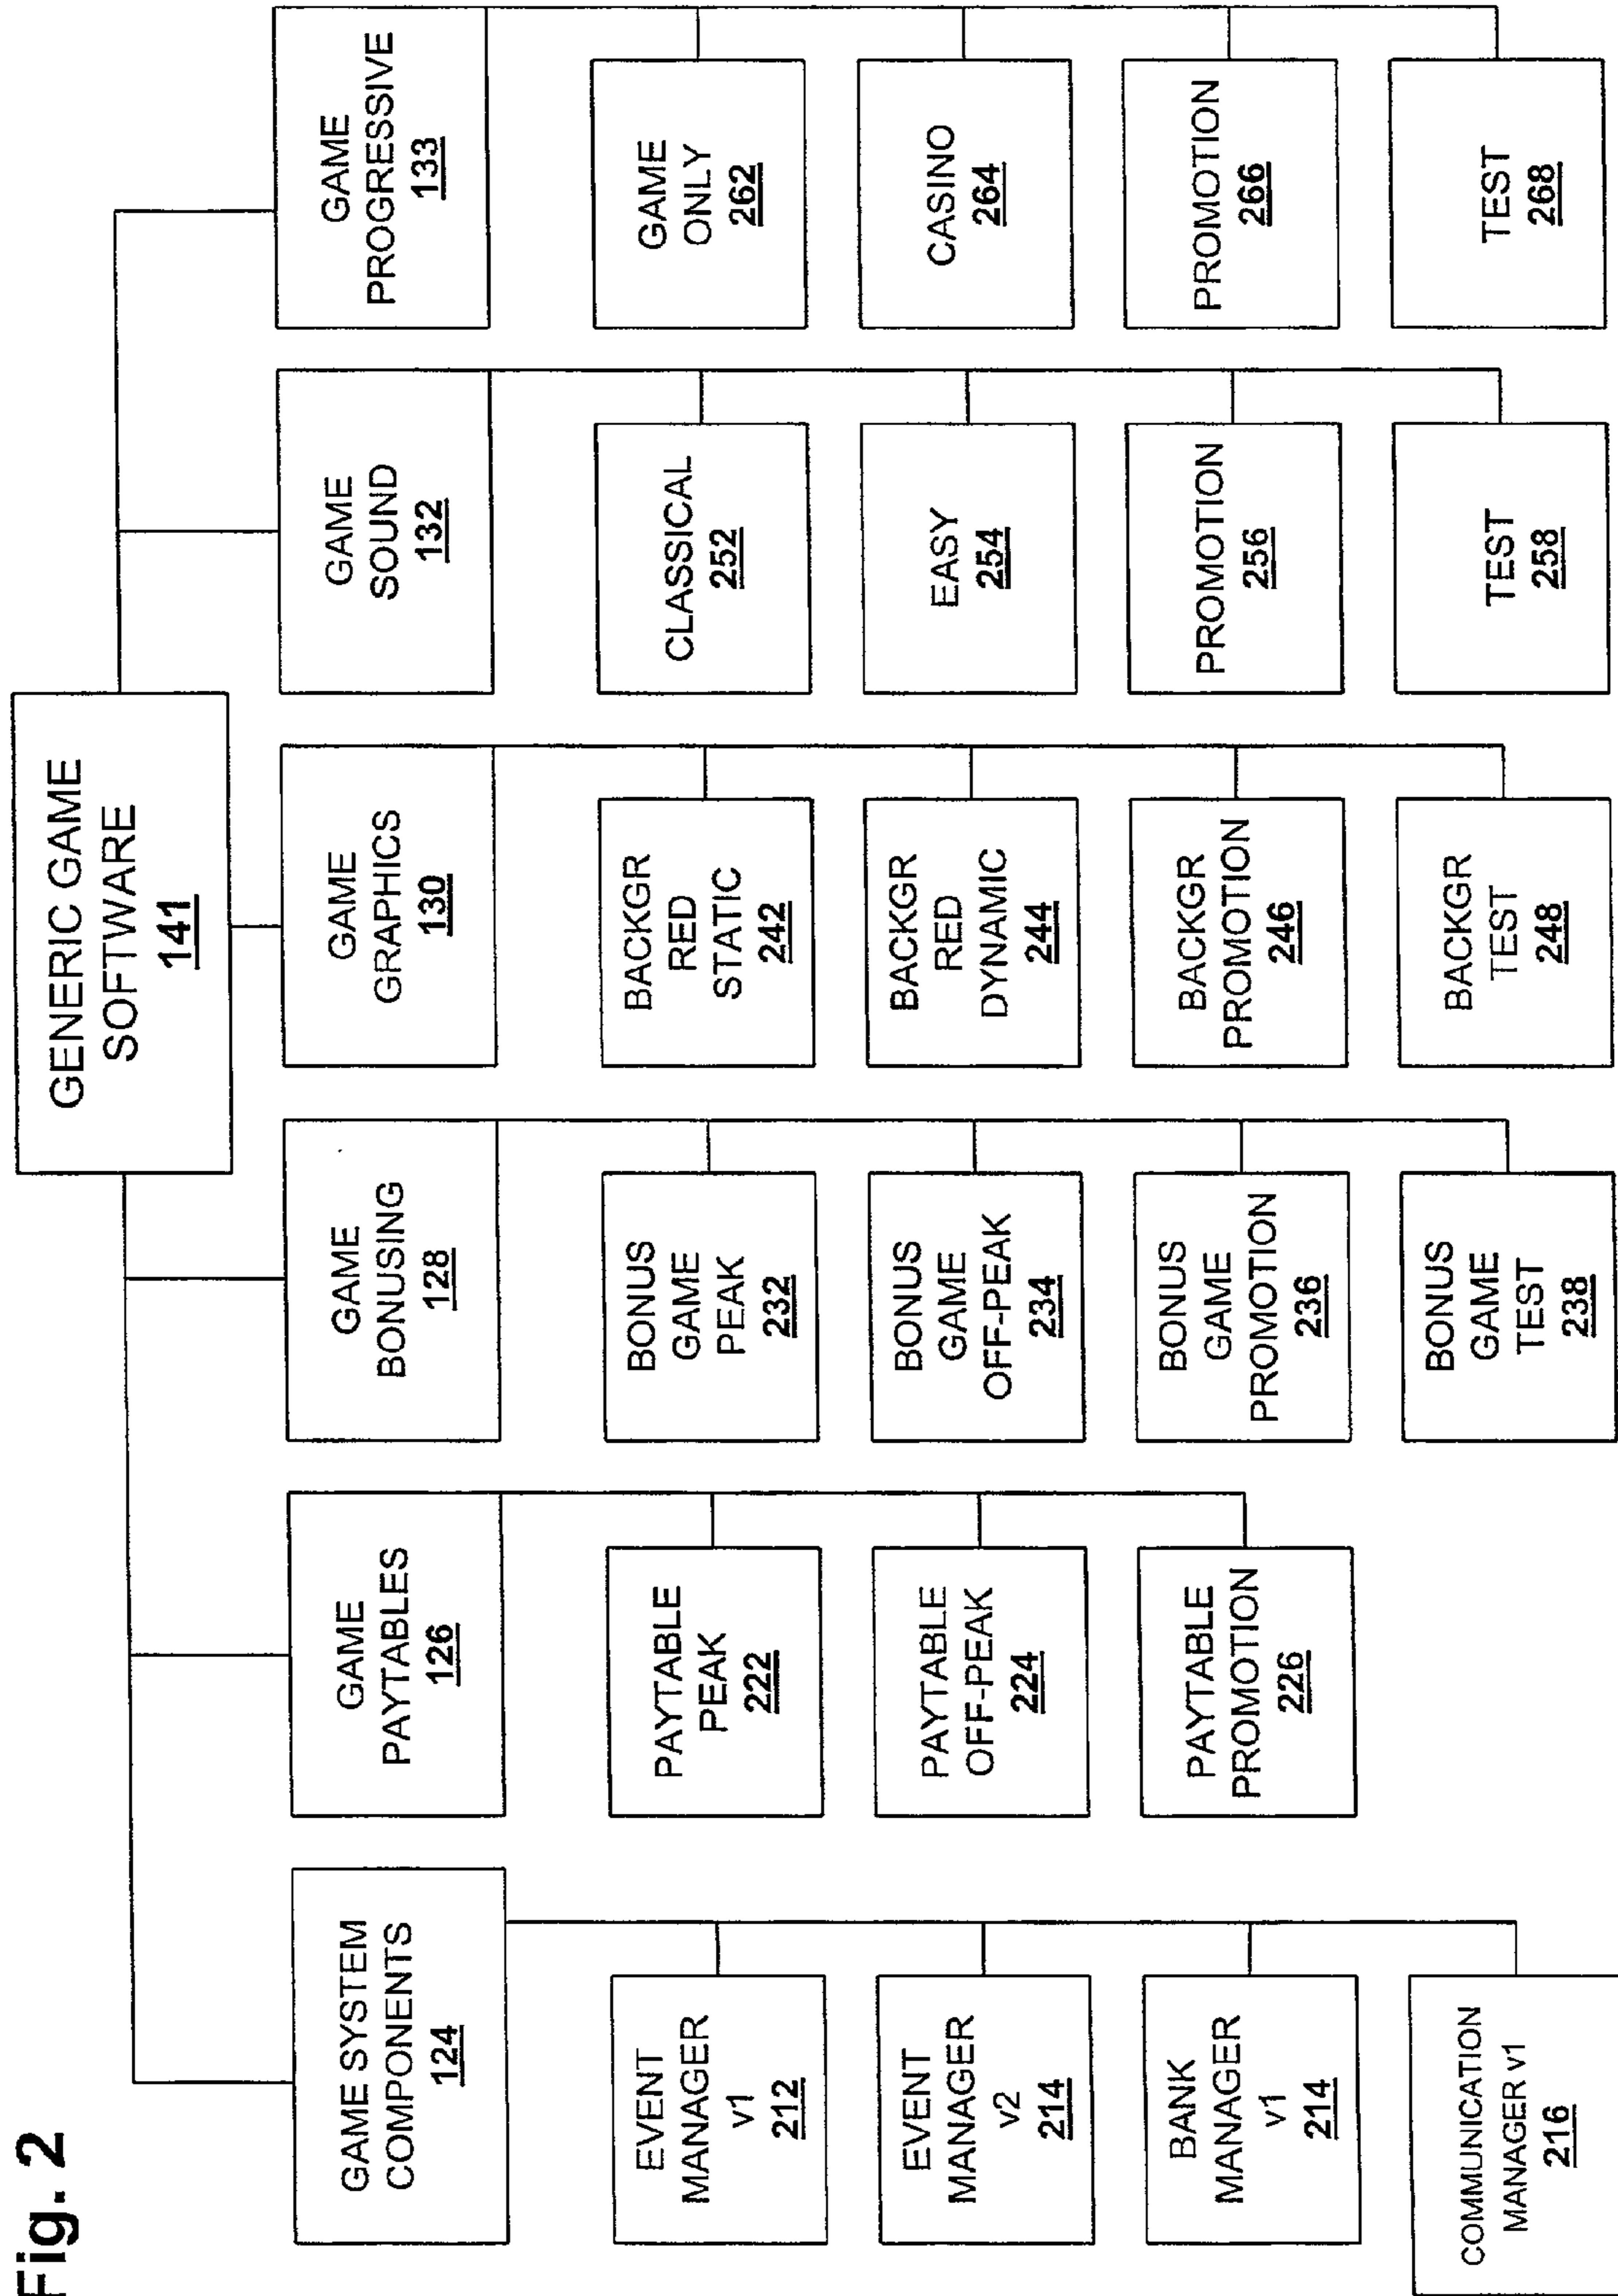 Fig. 2
GENERIC GAME
SOFTWARE
141
GAME SYSTEM
COMPONENTS
124
EVENT
MANAGER
v1
212
EVENT
MANAGER
v2
214
BANK
MANAGER
v1
214
COMMUNICATION
MANAGER v1
216
GAME
PAYTABLES
126
PAYTABLE
PEAK
222
PAYTABLE
OFF-PEAK
224
PAYTABLE
PROMOTION
226
GAME
BONUSING
128
BONUS
GAME
PEAK
232
BONUS
GAME
OFF-PEAK
234
BONUS
GAME
PROMOTION
236
BONUS
GAME
TEST
238
GAME
GRAPHICS
130
BACKGR
RED
STATIC
242
BACKGR
RED
DYNAMIC
244
BACKGR
PROMOTION
246
BACKGR
TEST
248
GAME
SOUND
132
CLASSICAL
252
EASY
254
PROMOTION
256
TEST
258
GAME
PROGRESSIVE
133
GAME
ONLY
262
CASINO
264
PROMOTION
266
TEST
268